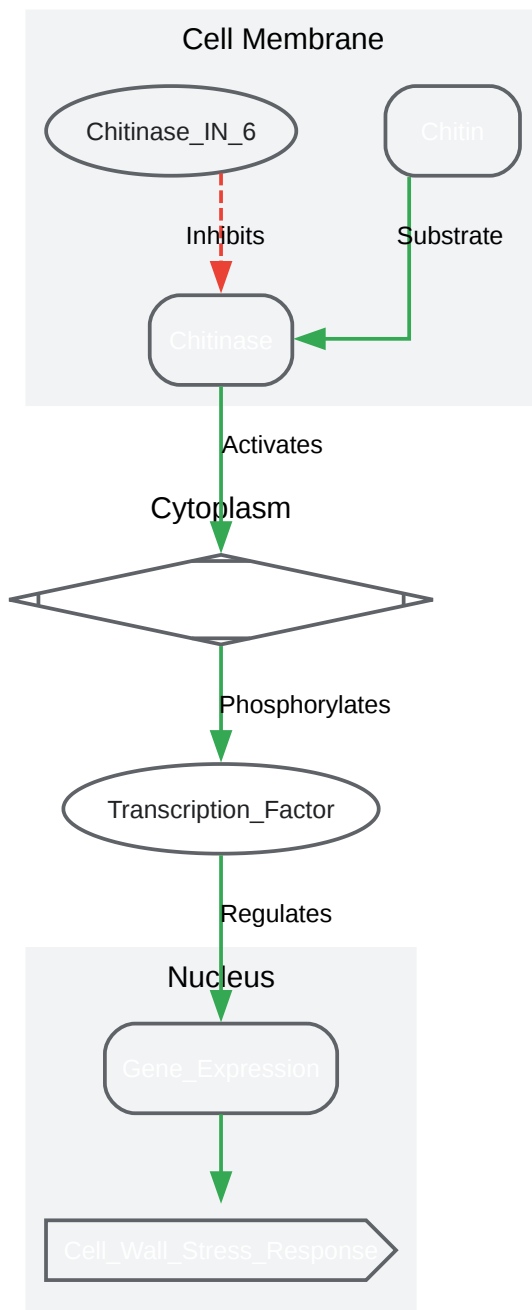 Cell Membrane
Chitinase_IN_6
Chitin
Inhibits
Substrate
Chitinase
Activates
Cytoplasm
Phosphorylates
Transcription_Factor
Regulates
Nucleus
Gene_Expression
Cell_Wall_Stress_Response